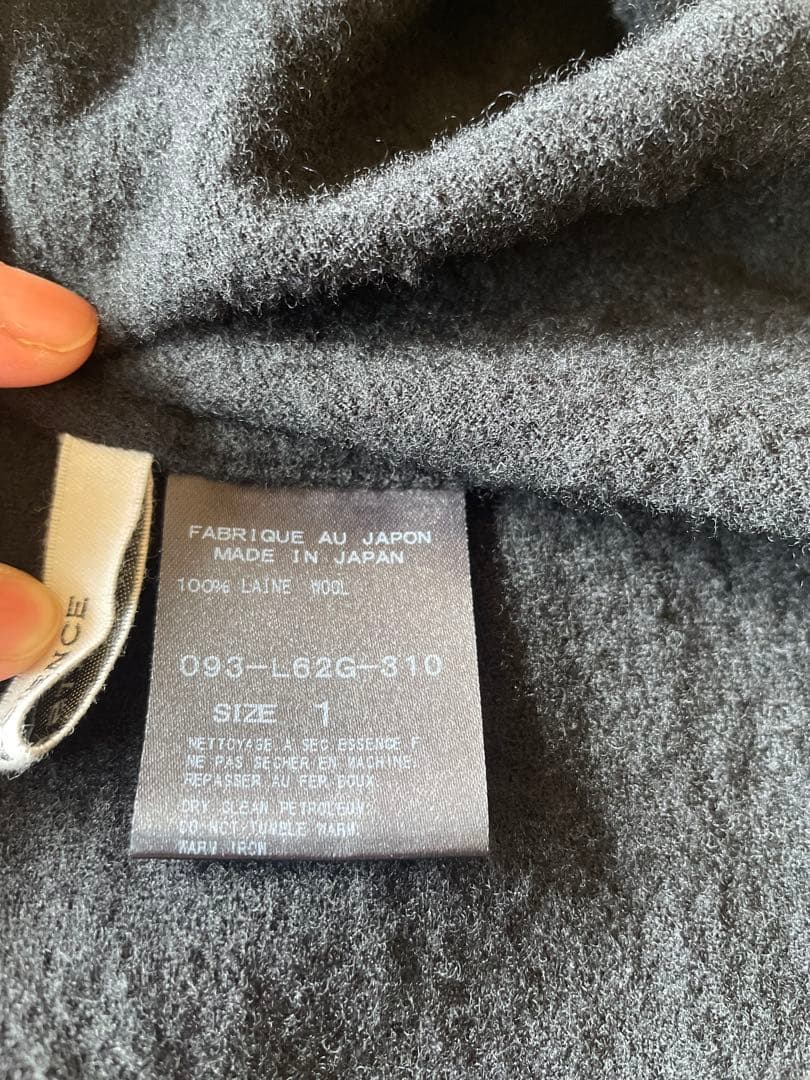 FABRIQUE AU JAPON
MADE IN JAPAN
100% LAINE WOOL
093-L62G-310
SIZE 1
NETTOYAGE A SEC ESSENCE F
NE PAS SECHER EN MACHINE
REPASSER AU FER DOUX
DRY CLEAN PETROLEUM
DO NOT TUMBLE WARM
WARM IRON